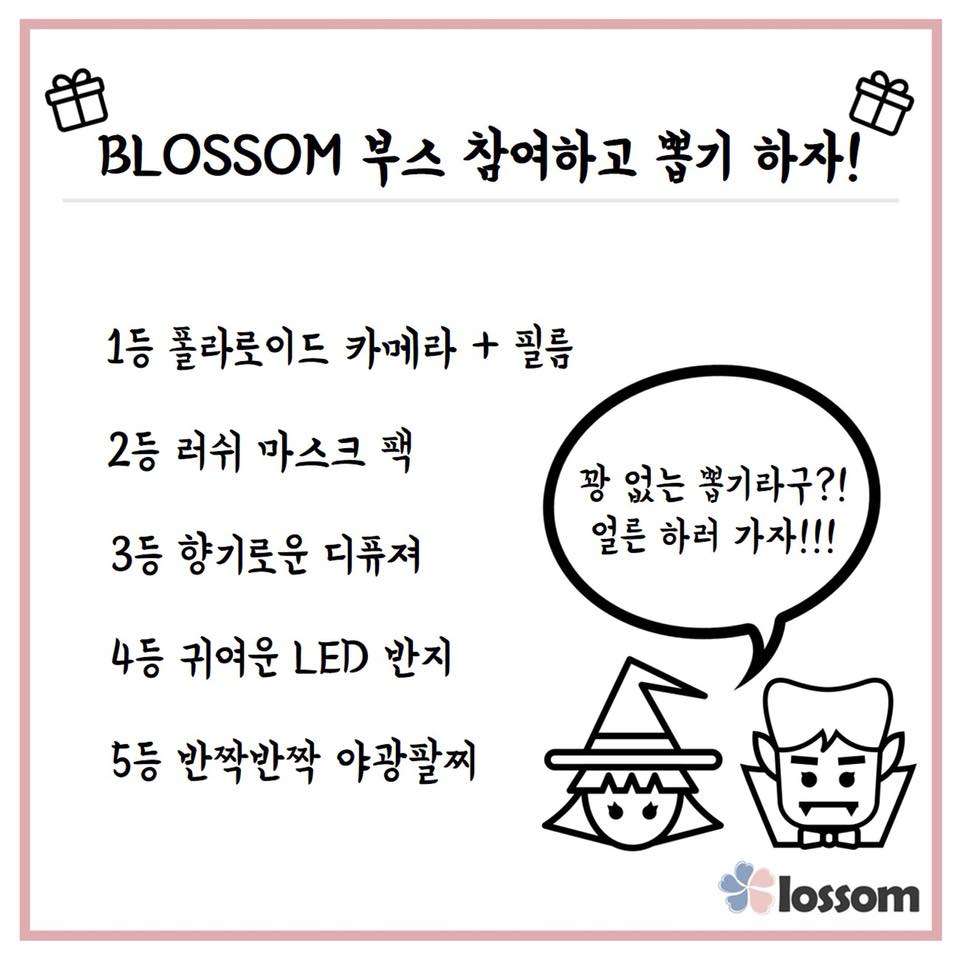 BLOSSOM 부스 참여하고 뽑기 하자!
1등 폴라로이드 카메라 + 필름
2등 러쉬 마스크 팩
3등 향기로운 디퓨져
4등 귀여운 LED 반지
5등 반짝반짝 야광팔찌
꽝 없는 뽑기라구?!
얼른 하러 가자!!!
lossom